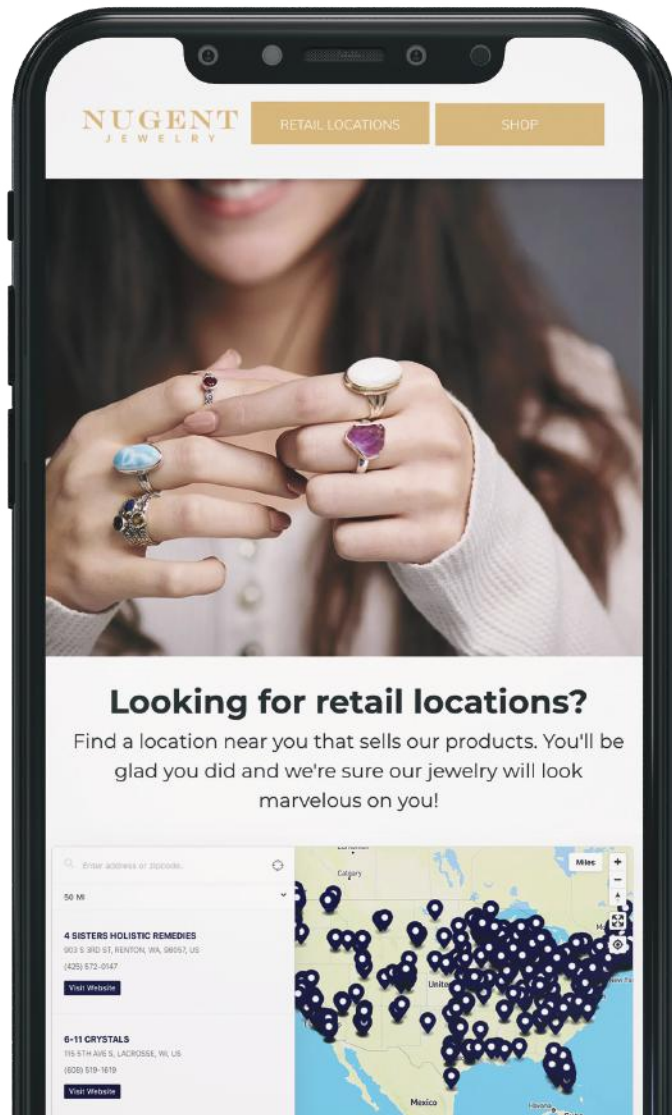 NUGENT
JEWELRY
RETAIL LOCATIONS
SHOP
Looking for retail locations?
Find a location near you that sells our products. You'll be
glad you did and we're sure our jewelry will look
marvelous on you!
Enter address or zipcode.
50 MI
4 SISTERS HOLISTIC REMEDIES
903 S 3RD ST, RENTON, WA, 98057, US
(425) 572-0147
Visit Website
6-11 CRYSTALS
115 5TH AVE S, LACROSSE, WI, US
(608) 519-1619
Visit Website
Calgary
Miles
+
−
Unite
Mexico
Havana